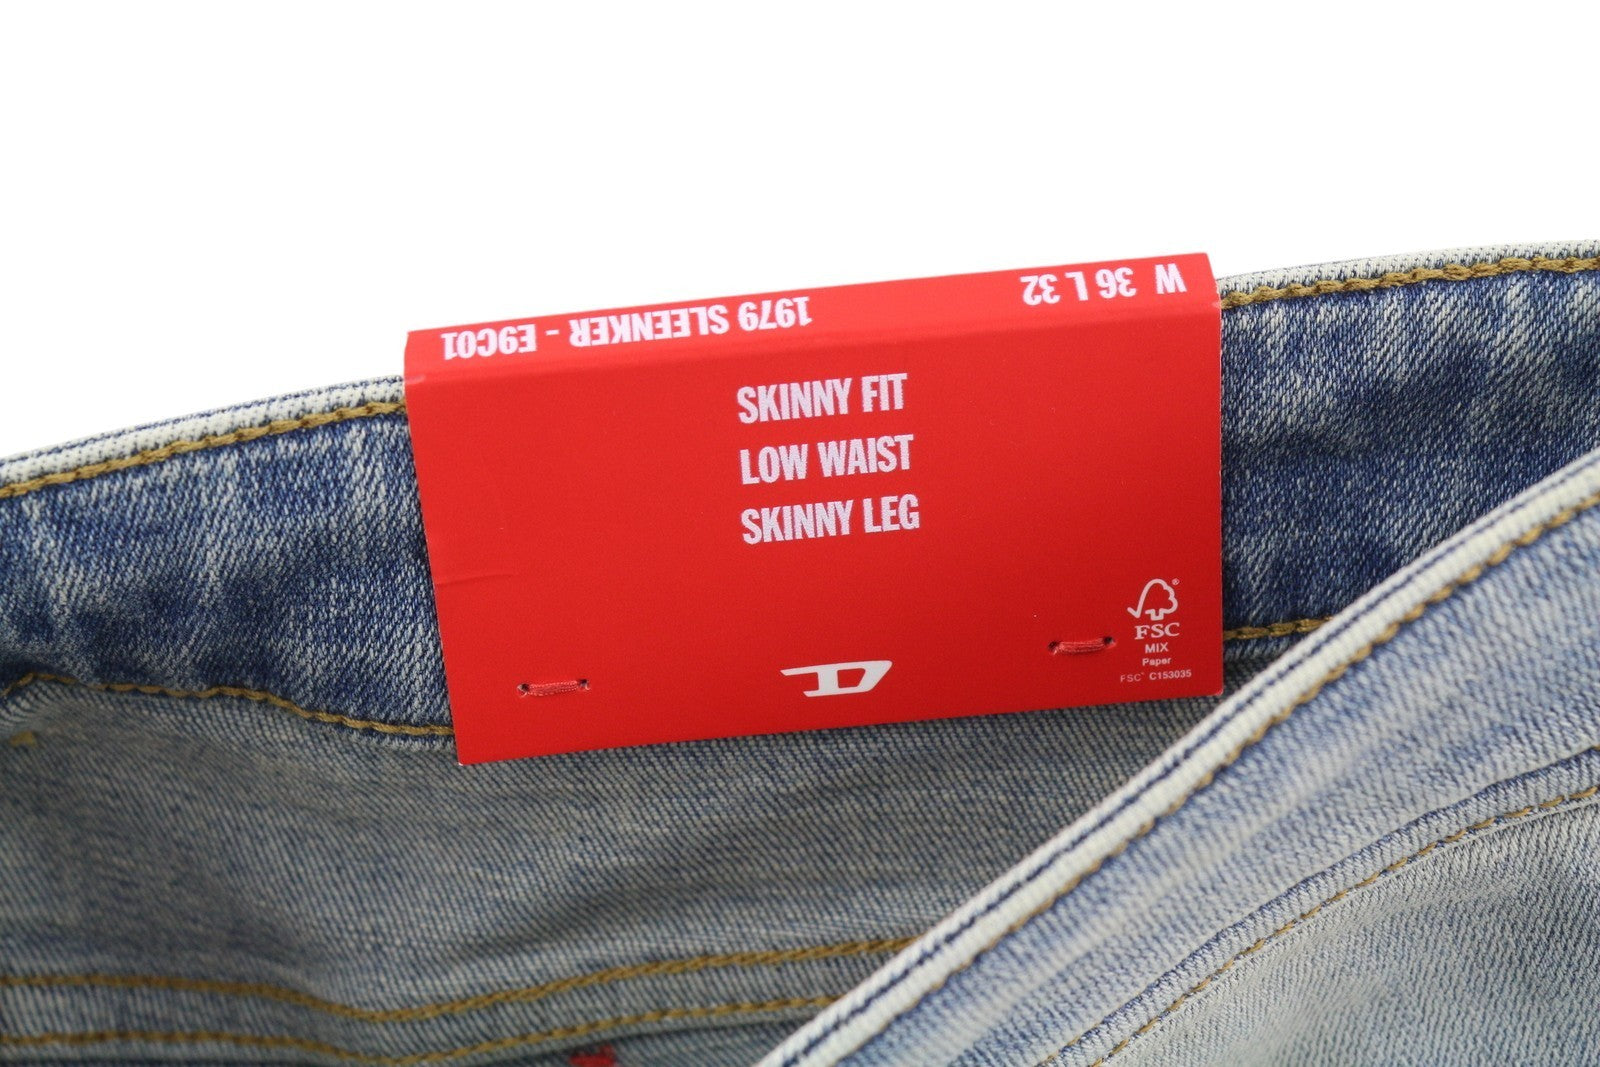 1979 SLEENKER - E9C01
W 36 L 32
SKINNY FIT
LOW WAIST
SKINNY LEG
D
FSC®
MIX
Paper
FSC® C153035